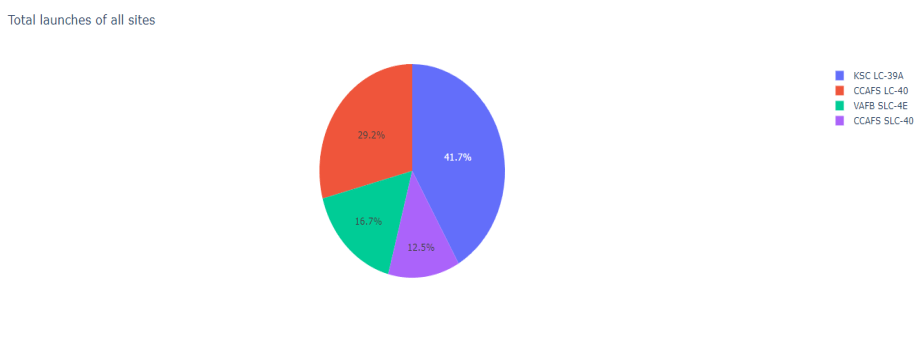 Total launches of all sites
KSC LC-39A
CCAFS LC-40
VAFB SLC-4E
CCAFS SLC-40
29.2%
41.7%
16.7%
12.5%